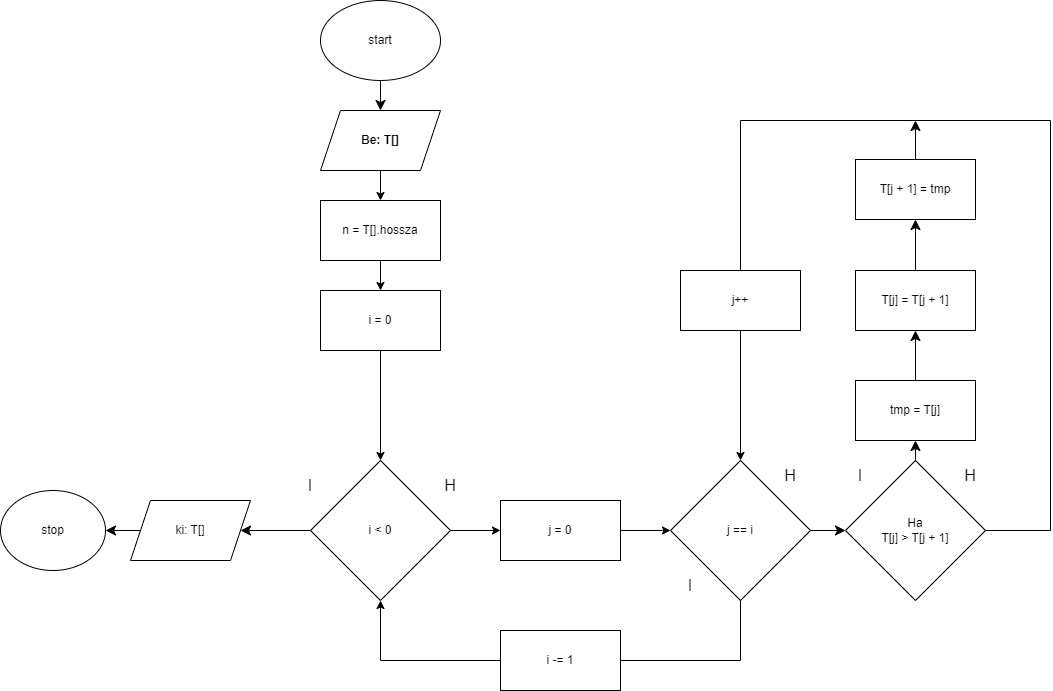 start
Be: T[]
n = T[].hossza
i = 0
T[j + 1] = tmp
j++
T[j] = T[j + 1]
tmp = T[j]
I
H
H
I
H
stop
ki: T[]
i < 0
j = 0
j == i
Ha
T[j] > T[j + 1]
I
i -= 1